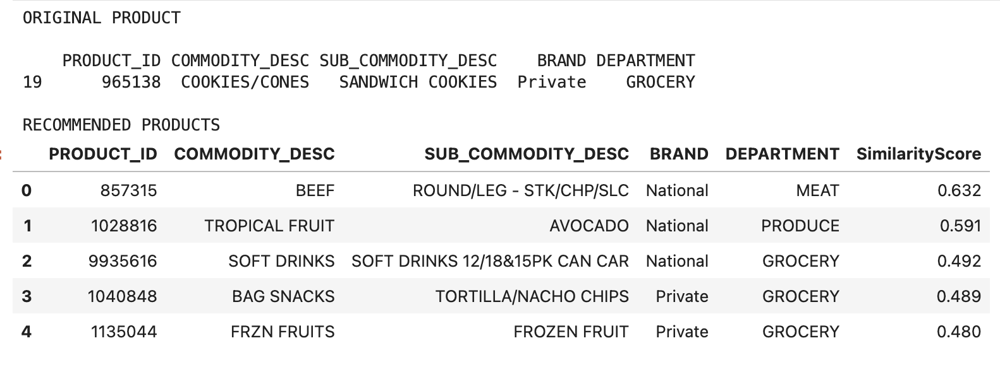 ORIGINAL PRODUCT
PRODUCT_ID COMMODITY_DESC SUB_COMMODITY_DESC BRAND DEPARTMENT
19 965138 COOKIES/CONES SANDWICH COOKIES Private GROCERY
RECOMMENDED PRODUCTS
PRODUCT_ID COMMODITY_DESC SUB_COMMODITY_DESC BRAND DEPARTMENT SimilarityScore
0 857315 BEEF ROUND/LEG - STK/CHP/SLC National MEAT 0.632
1 1028816 TROPICAL FRUIT AVOCADO National PRODUCE 0.591
2 9935616 SOFT DRINKS SOFT DRINKS 12/18&15PK CAN CAR National GROCERY 0.492
3 1040848 BAG SNACKS TORTILLA/NACHO CHIPS Private GROCERY 0.489
4 1135044 FRZN FRUITS FROZEN FRUIT Private GROCERY 0.480